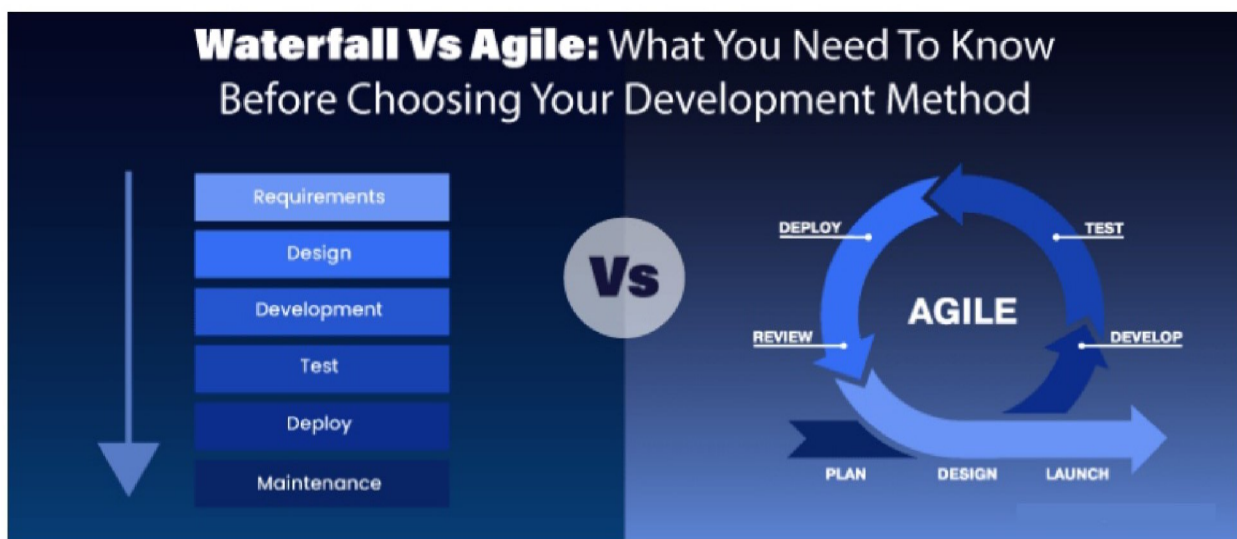 Waterfall Vs Agile: What You Need To Know
Before Choosing Your Development Method
Requirements
Design
Development
Test
Deploy
Maintenance
Vs
DEPLOY
TEST
AGILE
REVIEW
DEVELOP
PLAN
DESIGN
LAUNCH